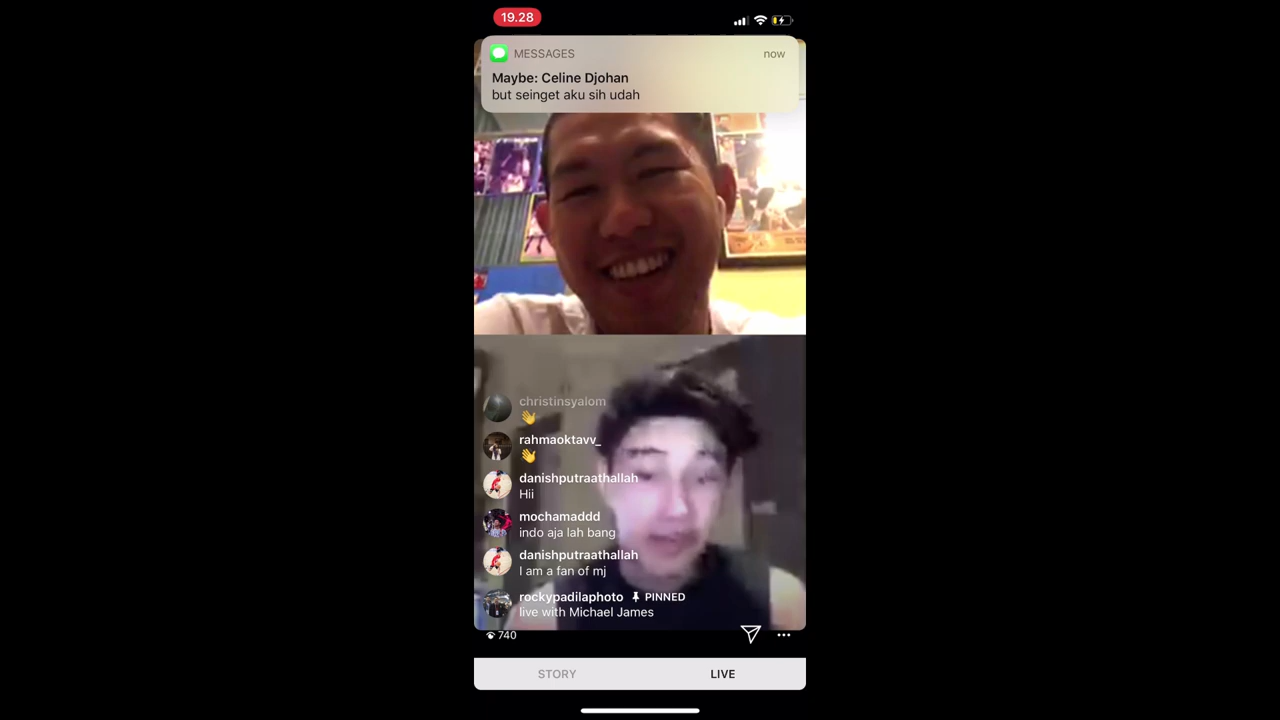 19.28
MESSAGES
now
Maybe: Celine Djohan
but seinget aku sih udah
christinsyalom
👋
rahmaoktavv_
👋
danishputraathallah
Hii
mochamaddd
indo aja lah bang
danishputraathallah
I am a fan of mj
rockypadilaphoto PINNED
live with Michael James
740
STORY
LIVE